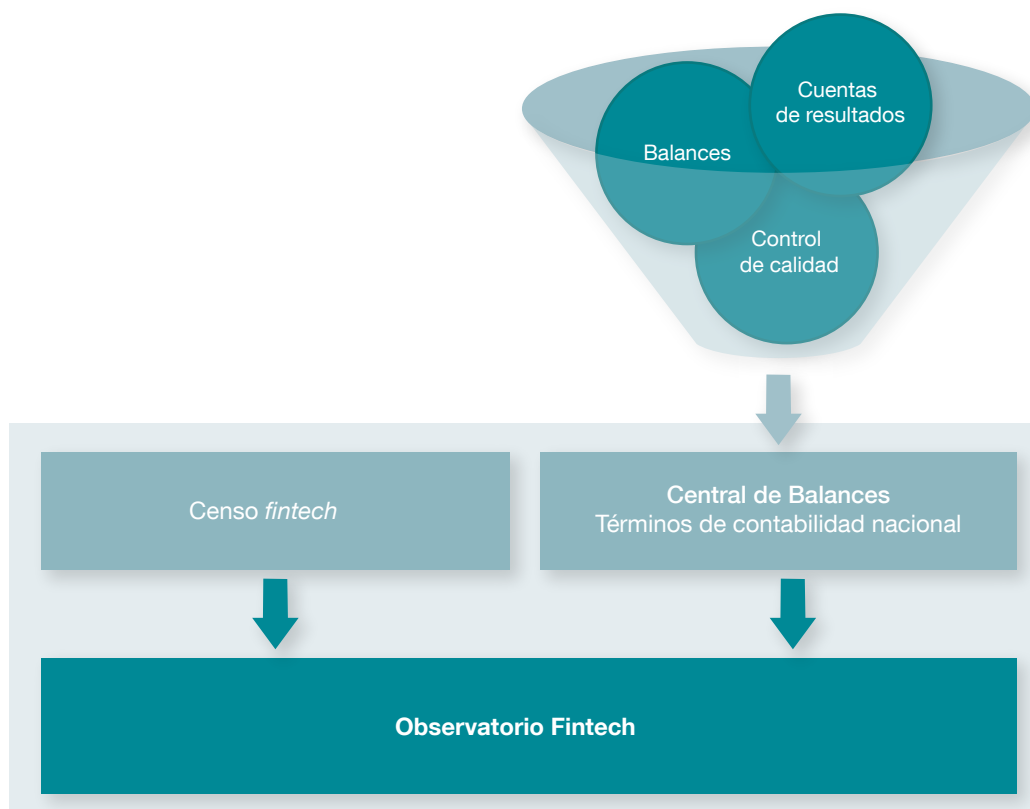 Cuentas
de resultados
Balances
Control
de calidad
Censo fintech
Central de Balances
Términos de contabilidad nacional
Observatorio Fintech